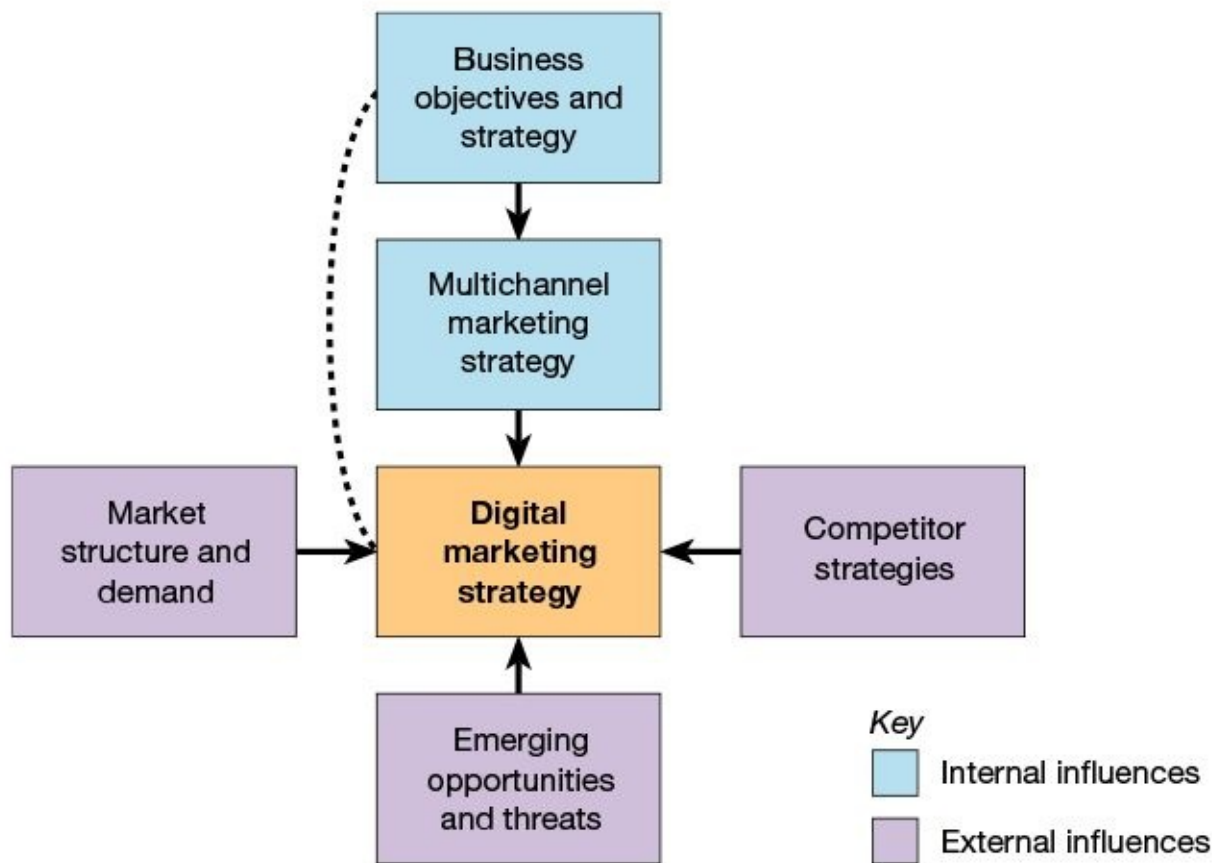 Business
objectives and
strategy
Multichannel
marketing
strategy
Market
structure and
demand
Digital
marketing
strategy
Competitor
strategies
Emerging
opportunities
and threats
Key
Internal influences
External influences